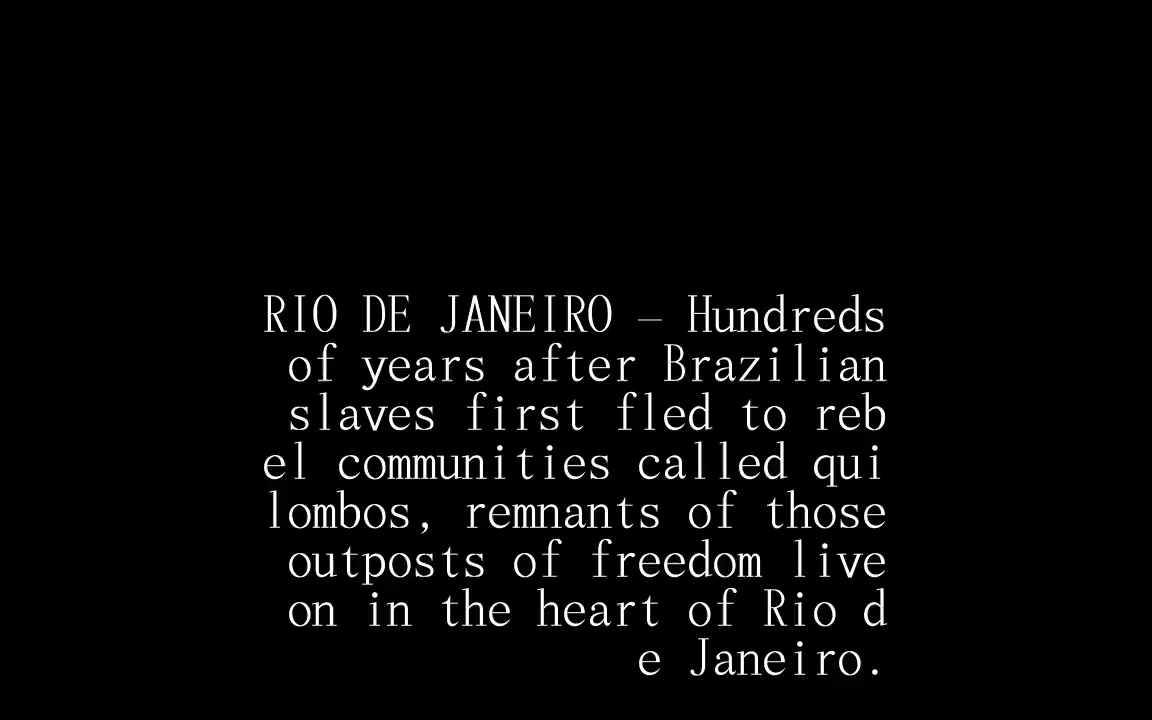 RIO DE JANEIRO — Hundreds
of years after Brazilian
slaves first fled to reb
el communities called qui
lombos, remnants of those
outposts of freedom live
on in the heart of Rio d
e Janeiro.